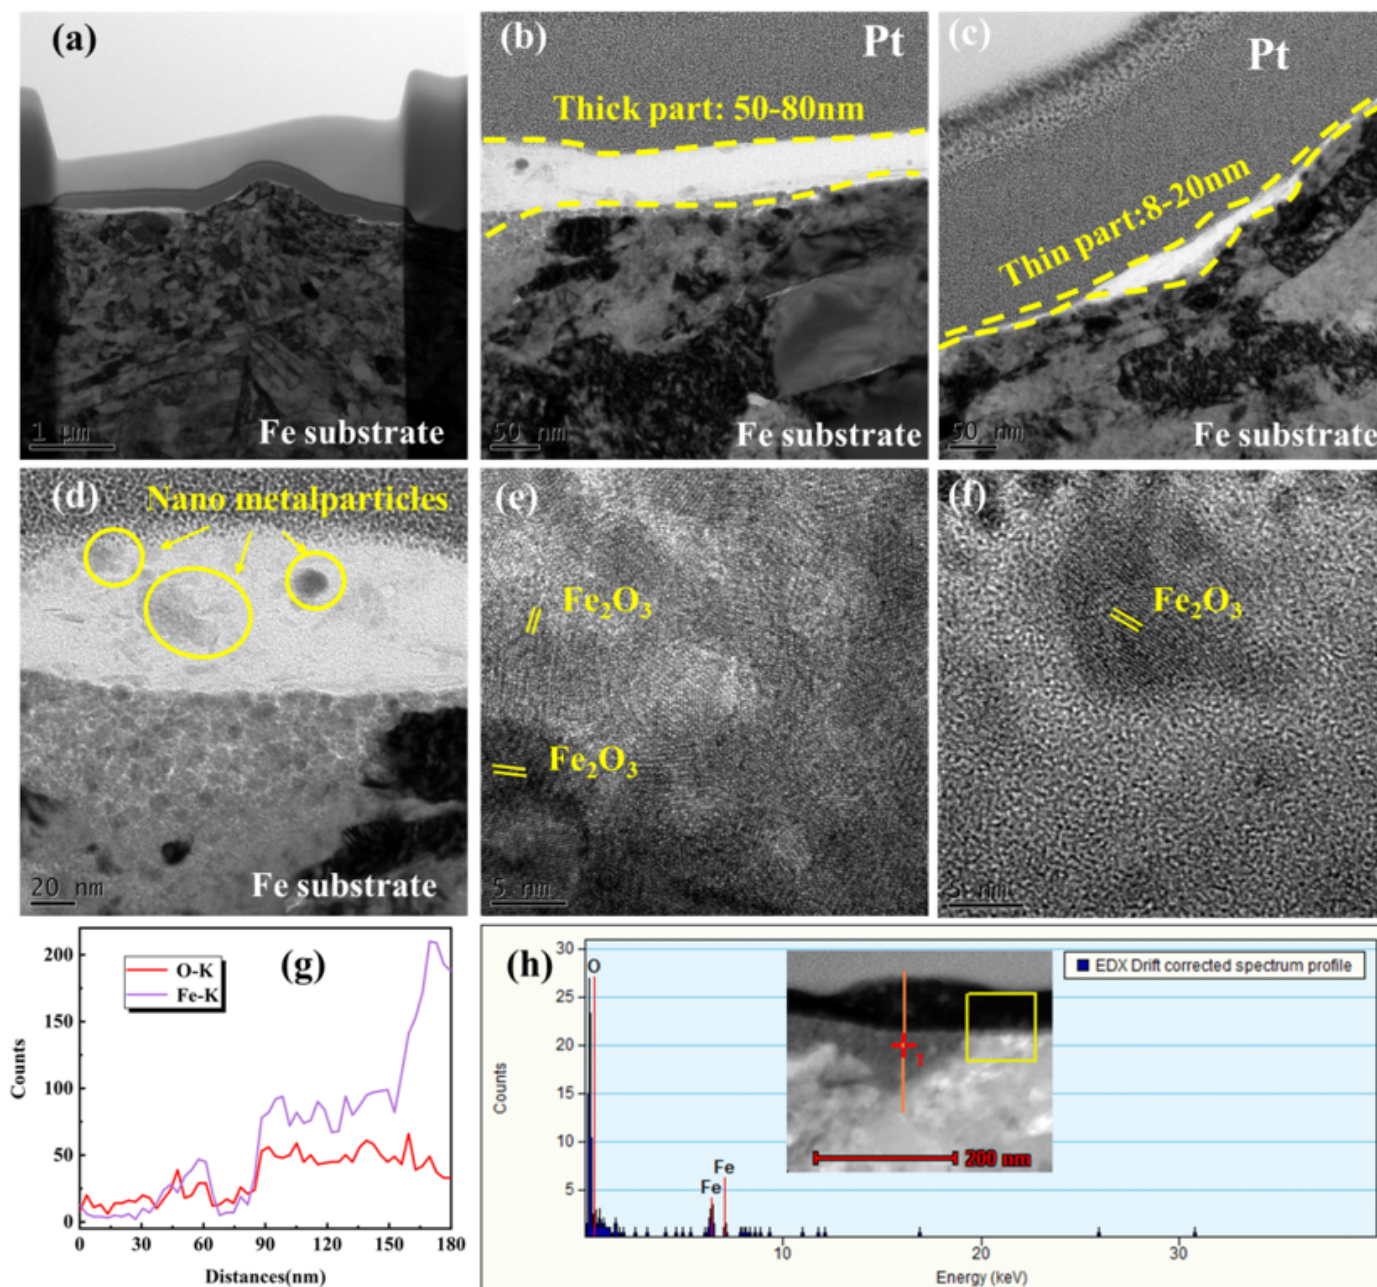 (a)
Fe substrate
1 μm
(b)
Pt
Thick part: 50-80nm
50 nm
Fe substrate
(c)
Pt
Thin part:8-20nm
50 nm
Fe substrate
(d)
Nano metalparticles
20 nm
Fe substrate
(e)
Fe₂O₃
Fe₂O₃
5 nm
(f)
Fe₂O₃
5 nm
(g)
O-K
Fe-K
200
150
100
50
0
Counts
0 30 60 90 120 150 180
Distances(nm)
(h)
EDX Drift corrected spectrum profile
30
25
20
15
10
5
Counts
O
Fe
Fe
1
200 nm
10 20 30
Energy (keV)